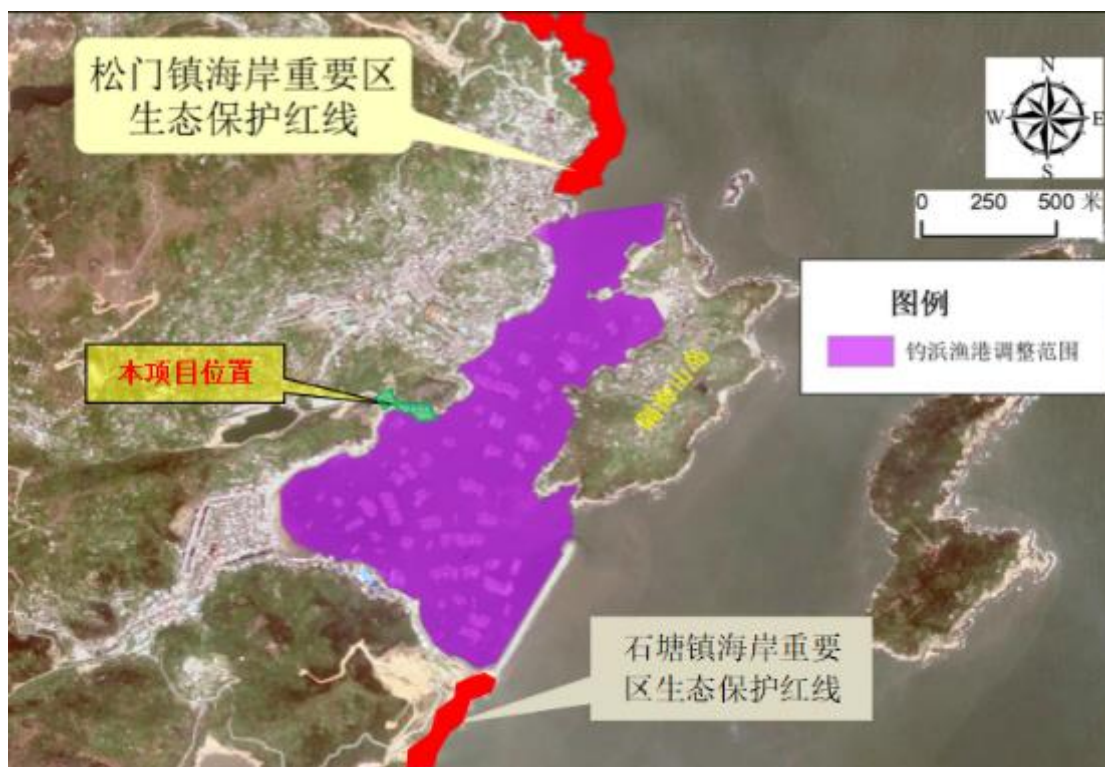 松门镇海岸重要区
生态保护红线
N
W
E
S
0 250 500 米
图例
钓浜渔港调整范围
本项目位置
石塘镇海岸重要
区生态保护红线